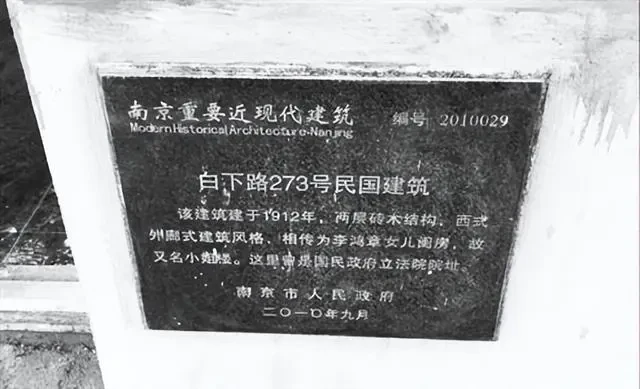 南京重要近现代建筑 编号 2010029
Modern Historical Architecture·Nanjing
白下路273号民国建筑
该建筑建于1912年，两层砖木结构，西式
外廊式建筑风格，相传为李鸿章女儿闺房，故
又名小姐楼。这里曾是国民政府立法院院址。
南京市人民政府
二〇一〇年九月